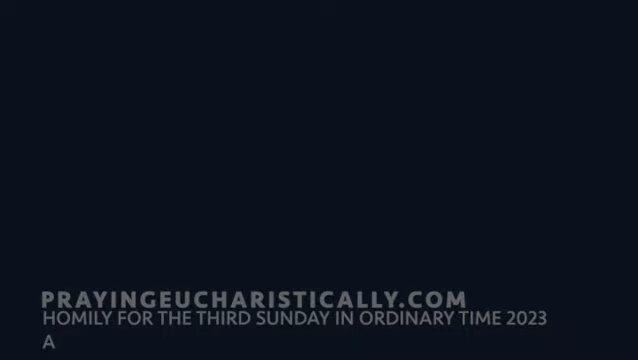 PRAYINGEUCHARISTICALLY.COM
HOMILY FOR THE THIRD SUNDAY IN ORDINARY TIME 2023
A